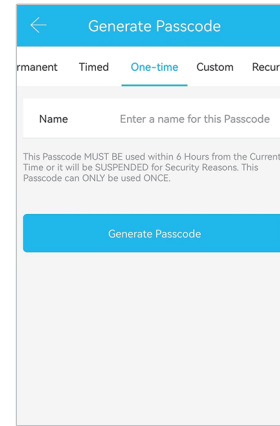 Generate Passcode
rmanent Timed One-time Custom Recur
Name Enter a name for this Passcode
This Passcode MUST BE used within 6 Hours from the Current
Time or it will be SUSPENDED for Security Reasons. This
Passcode can ONLY be used ONCE.
Generate Passcode